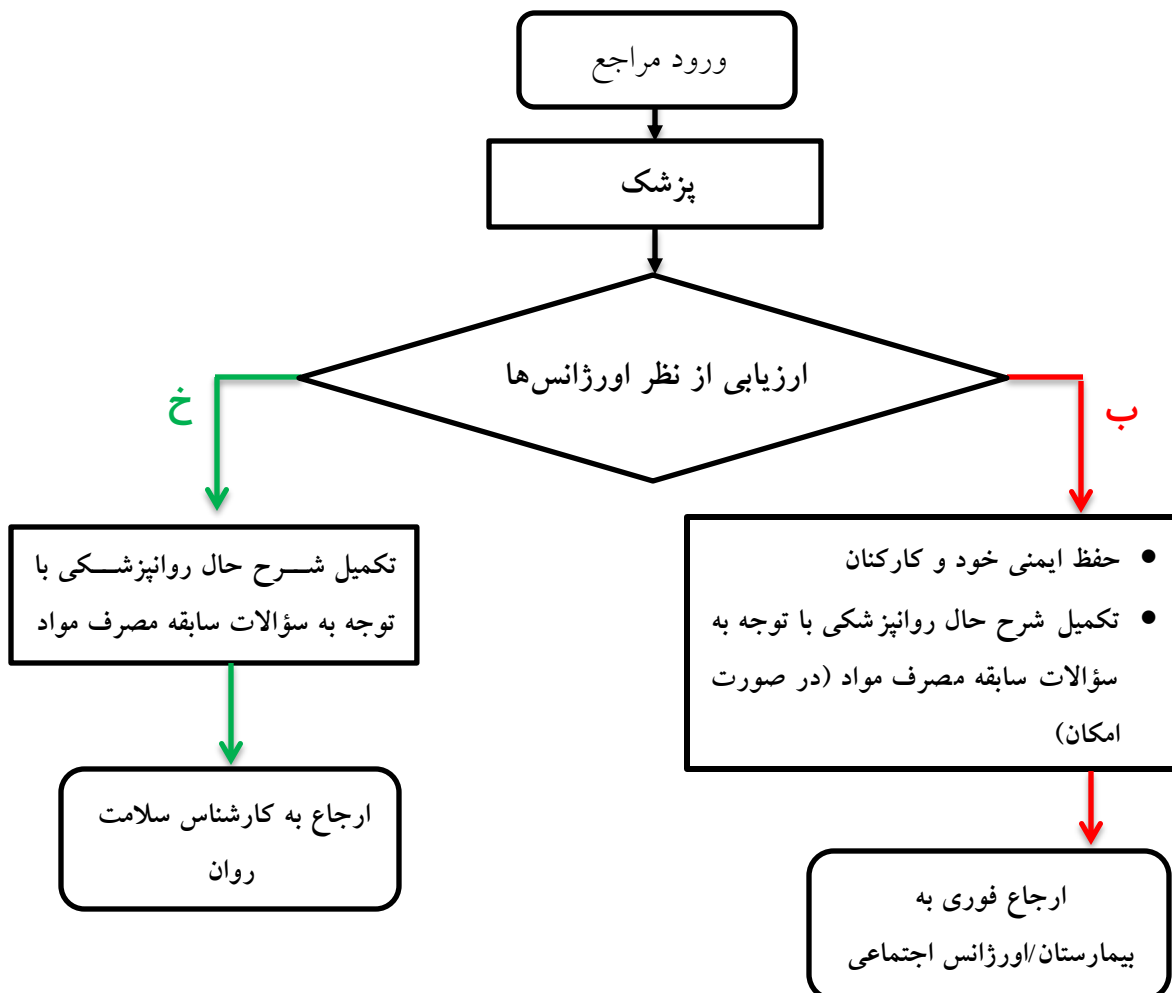 ورود مراجع
پزشک
ارزیابی از نظر اورژانس‌ها
ب
خ
حفظ ایمنی خود و کارکنان
تکمیل شرح حال روانپزشکی با توجه به
سؤالات سابقه مصرف مواد (در صورت
امکان)
تکمیل شــرح حال روانپزشــکی با
توجه به سؤالات سابقه مصرف مواد
ارجاع فوری به
بیمارستان/اورژانس اجتماعی
ارجاع به کارشناس سلامت
روان